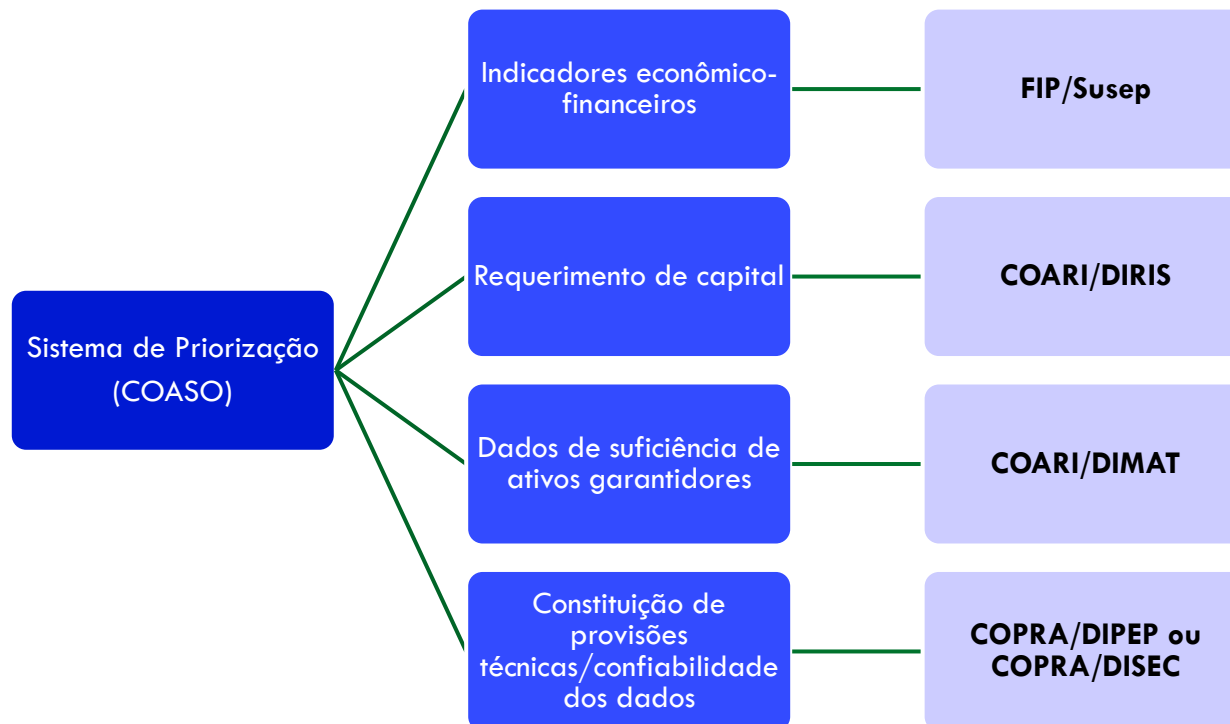 Indicadores econômico-
financeiros
FIP/Susep
Requerimento de capital
COARI/DIRIS
Sistema de Priorização
(COASO)
Dados de suficiência de
ativos garantidores
COARI/DIMAT
Constituição de
provisões
técnicas/confiabilidade
dos dados
COPRA/DIPEP ou
COPRA/DISEC